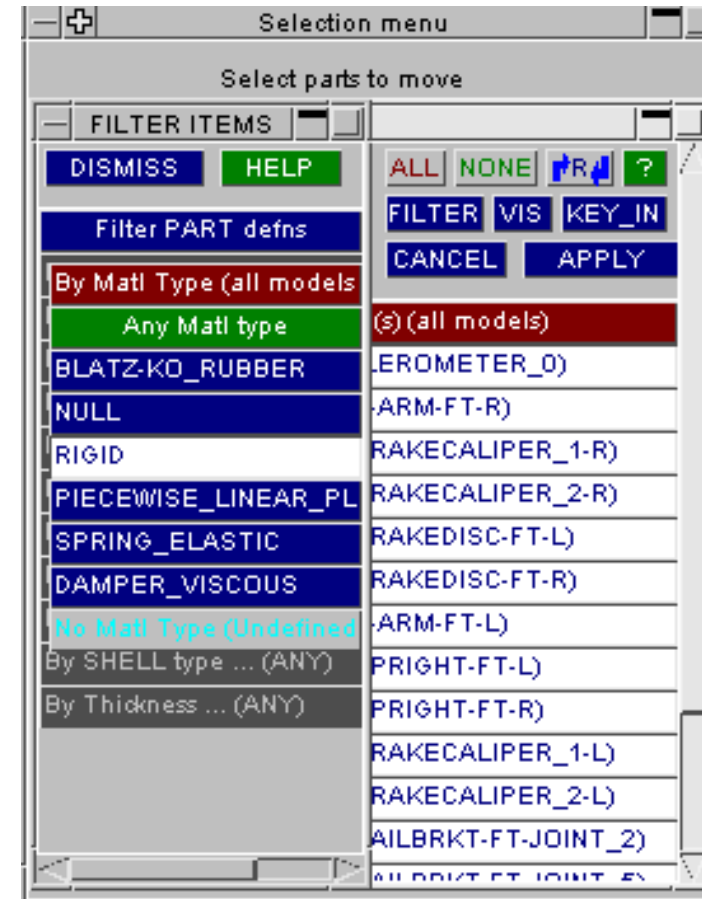 Selection menu
Select parts to move
FILTER ITEMS
DISMISS HELP
Filter PART defns
By Matl Type (all models
Any Matl type
BLATZ-KO_RUBBER
NULL
RIGID
PIECEWISE_LINEAR_PL
SPRING_ELASTIC
DAMPER_VISCOUS
No Matl Type (Undefined
By SHELL type ... (ANY)
By Thickness ... (ANY)
ALL NONE R ?
FILTER VIS KEY_IN
CANCEL APPLY
(s) (all models)
LEROMETER_0)
-ARM-FT-R)
RAKECALIPER_1-R)
RAKECALIPER_2-R)
RAKEDISC-FT-L)
RAKEDISC-FT-R)
-ARM-FT-L)
PRIGHT-FT-L)
PRIGHT-FT-R)
RAKECALIPER_1-L)
RAKECALIPER_2-L)
AILBRKT-FT-JOINT_2)